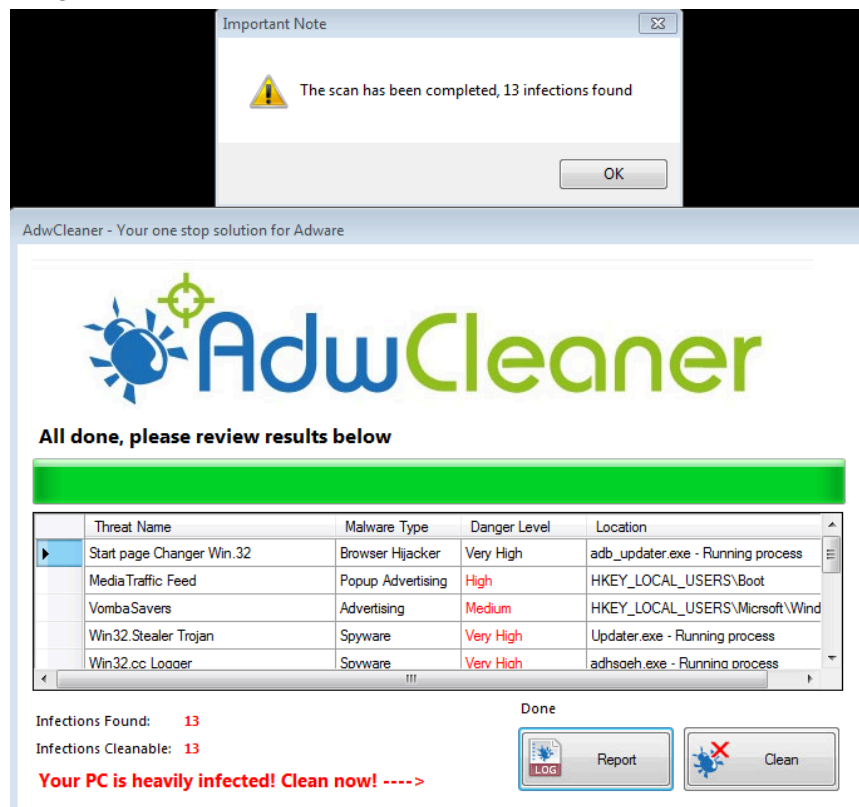 Important Note
The scan has been completed, 13 infections found
OK
AdwCleaner - Your one stop solution for Adware
AdwCleaner
All done, please review results below
Threat Name Malware Type Danger Level Location
Start page Changer Win.32 Browser Hijacker Very High adb_updater.exe - Running process
MediaTraffic Feed Popup Advertising High HKEY_LOCAL_USERS\Boot
VombaSavers Advertising Medium HKEY_LOCAL_USERS\Micrsoft\Wind
Win32.Stealer Trojan Spyware Very High Updater.exe - Running process
Win32.cc Logger Spyware Very High adhsgeh.exe - Running process
Infections Found: 13
Infections Cleanable: 13
Your PC is heavily infected! Clean now! ---->
Done
LOG
Report
Clean